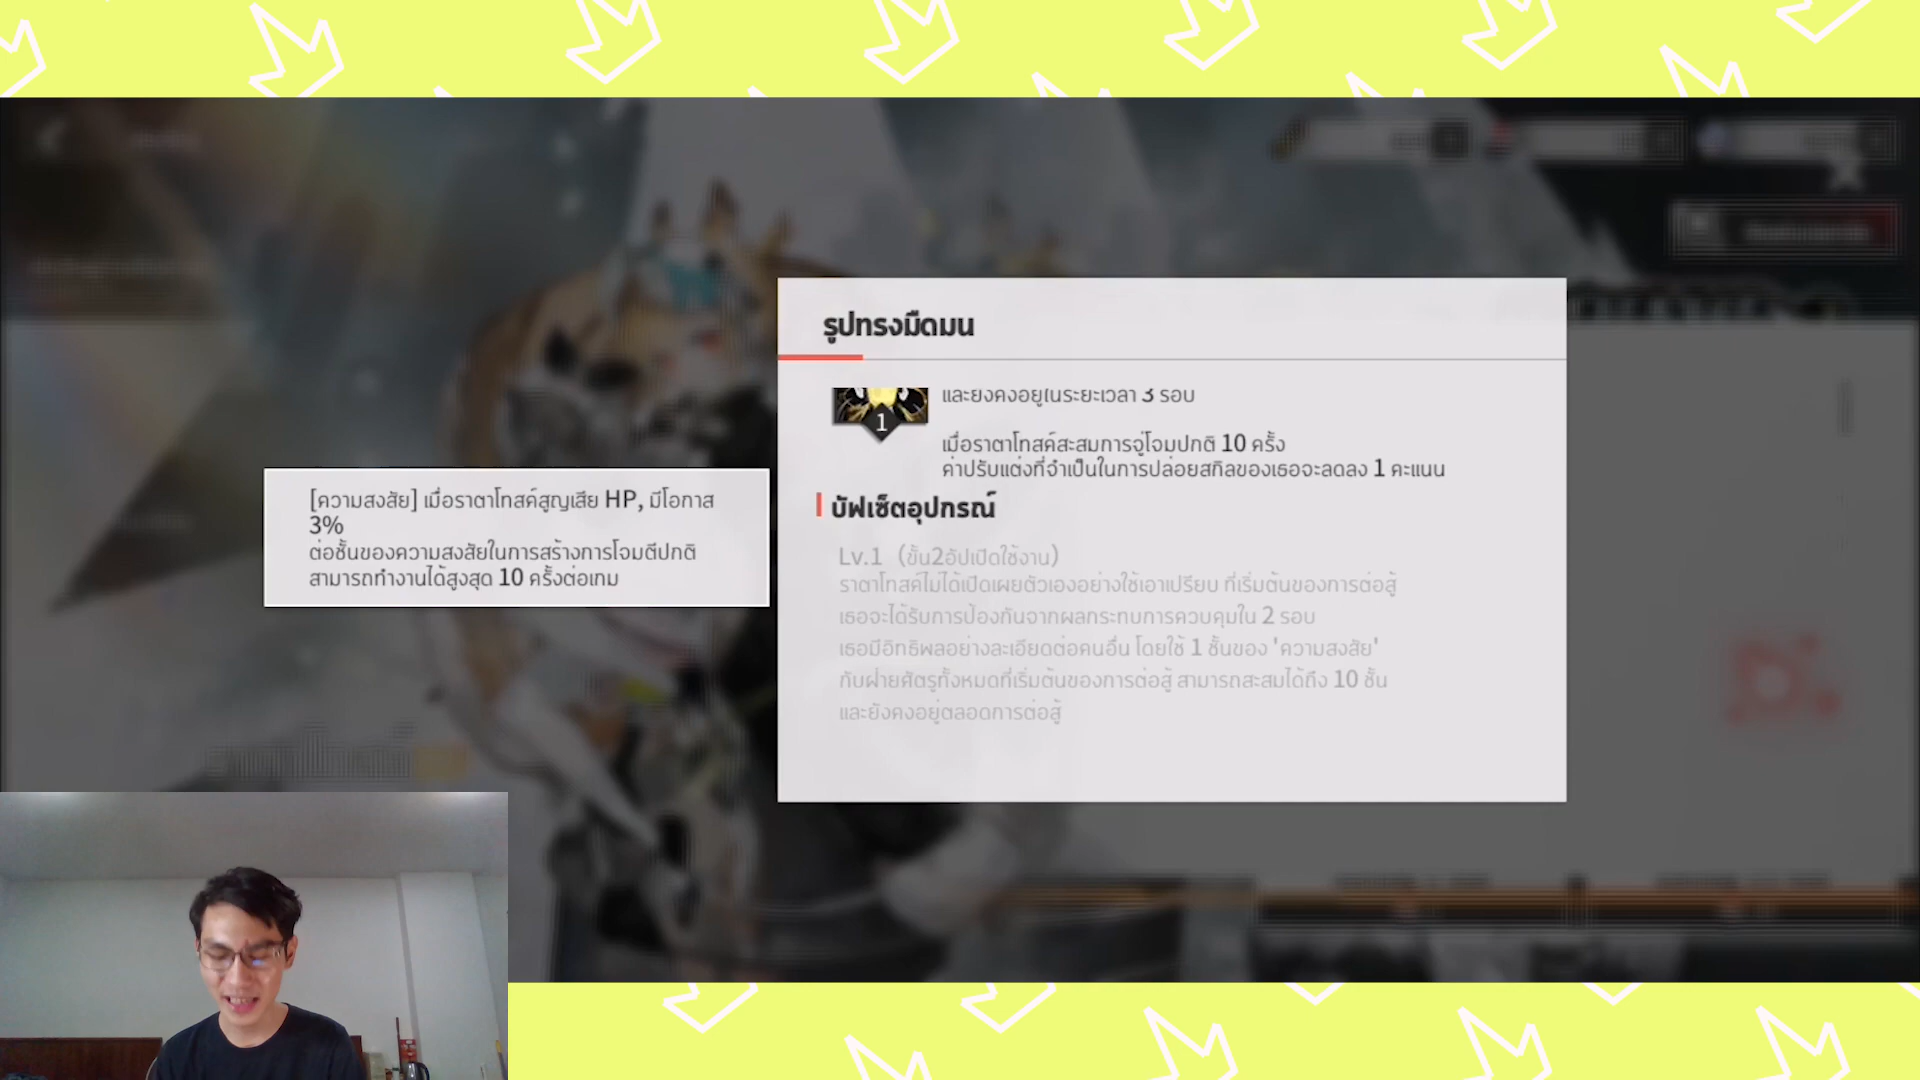 รูปทรงมืดมน
และยังคงอยู่ในระยะเวลา 3 รอบ
1
เมื่อราตาโทสค์สะสมการจู่โจมปกติ 10 ครั้ง
ค่าปรับแต่งที่จำเป็นในการปล่อยสกิลของเธอจะลดลง 1 คะแนน
บัฟเซ็ตอุปกรณ์
Lv.1 (ชั้น2อัปเปิดใช้งาน)
ราตาโทสค์ไม่ได้เปิดเผยตัวเองอย่างใช้เอาเปรียบ ที่เริ่มต้นของการต่อสู้
เธอจะได้รับการป้องกันจากผลกระทบการควบคุมใน 2 รอบ
เธอมีอิทธิพลอย่างละเอียดต่อคนอื่น โดยใช้ 1 ชั้นของ 'ความสงสัย'
กับฝ่ายศัตรูทั้งหมดที่เริ่มต้นของการต่อสู้ สามารถสะสมได้ถึง 10 ชั้น
และยังคงอยู่ตลอดการต่อสู้
[ความสงสัย] เมื่อราตาโทสค์สูญเสีย HP, มีโอกาส
3%
ต่อชั้นของความสงสัยในการสร้างการโจมตีปกติ
สามารถทำงานได้สูงสุด 10 ครั้งต่อเกม